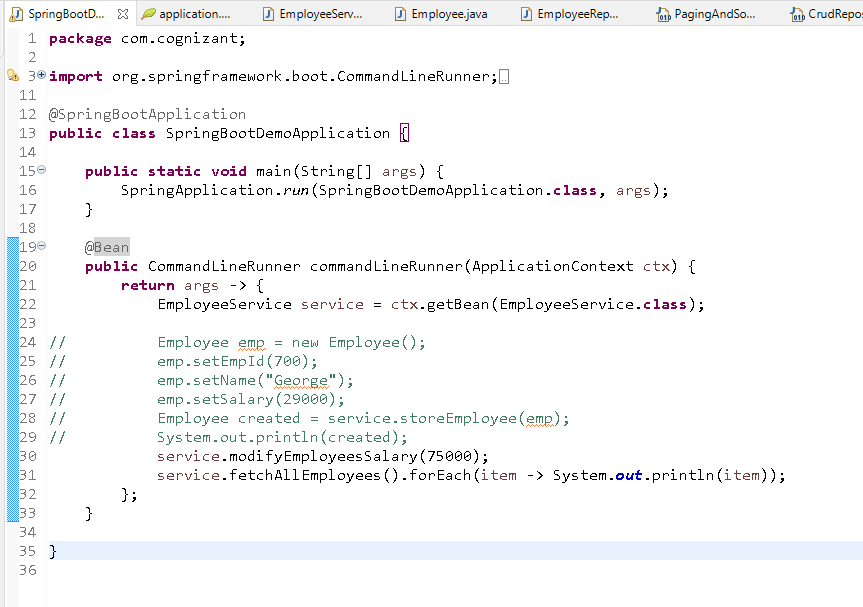 SpringBootD... application.... EmployeeServ... Employee.java EmployeeRep... PagingAndSo... CrudRepos
1 package com.cognizant;
2
3 import org.springframework.boot.CommandLineRunner;
11
12 @SpringBootApplication
13 public class SpringBootDemoApplication {
14
15 public static void main(String[] args) {
16 SpringApplication.run(SpringBootDemoApplication.class, args);
17 }
18
19 @Bean
20 public CommandLineRunner commandLineRunner(ApplicationContext ctx) {
21 return args -> {
22 EmployeeService service = ctx.getBean(EmployeeService.class);
23
24 // Employee emp = new Employee();
25 // emp.setEmpId(700);
26 // emp.setName("George");
27 // emp.setSalary(29000);
28 // Employee created = service.storeEmployee(emp);
29 // System.out.println(created);
30 service.modifyEmployeesSalary(75000);
31 service.fetchAllEmployees().forEach(item -> System.out.println(item));
32 };
33 }
34
35 }
36